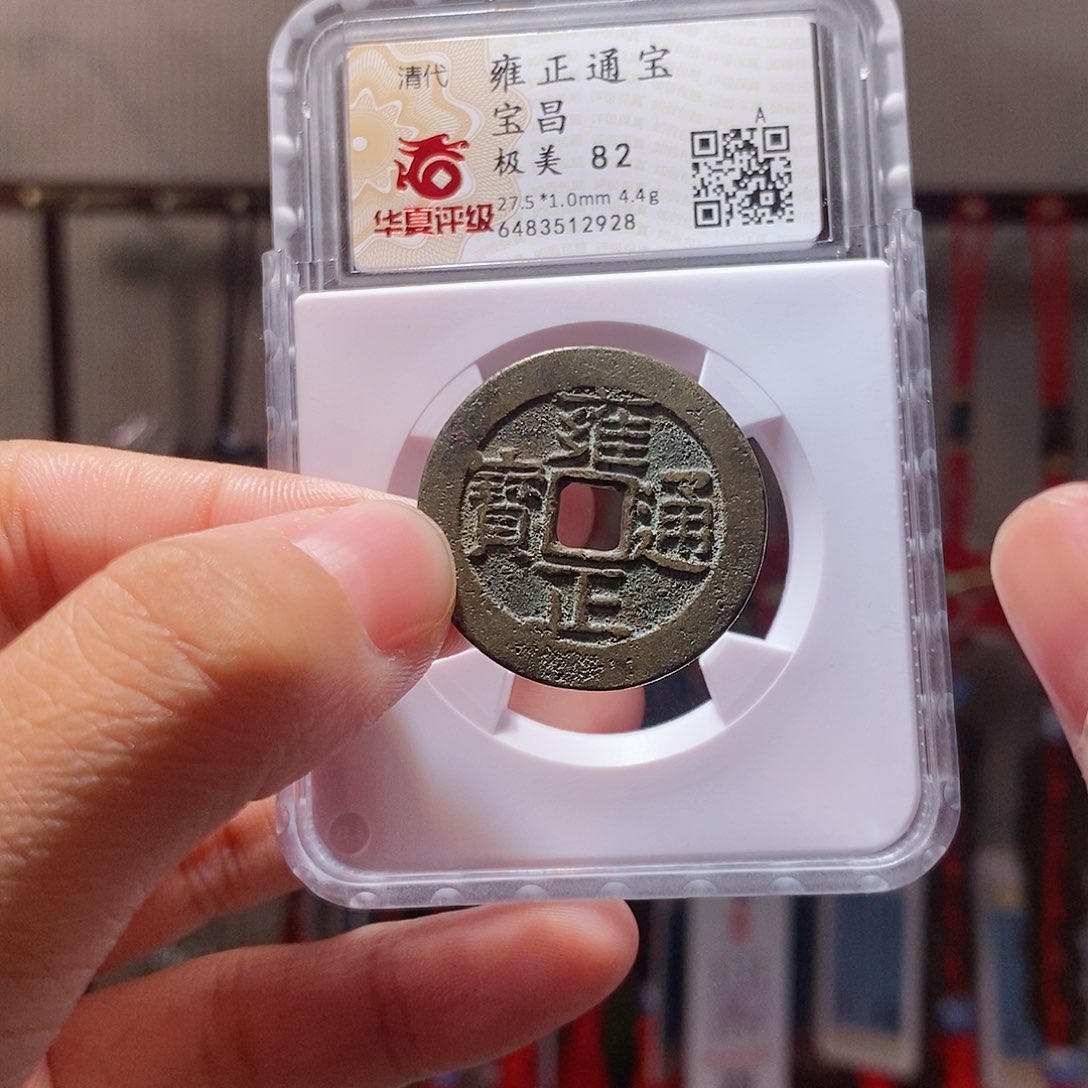 清代
雍正通宝
宝昌
极美 82
27.5*1.0mm 4.4g
6483512928
华夏评级
A
雍正通寳